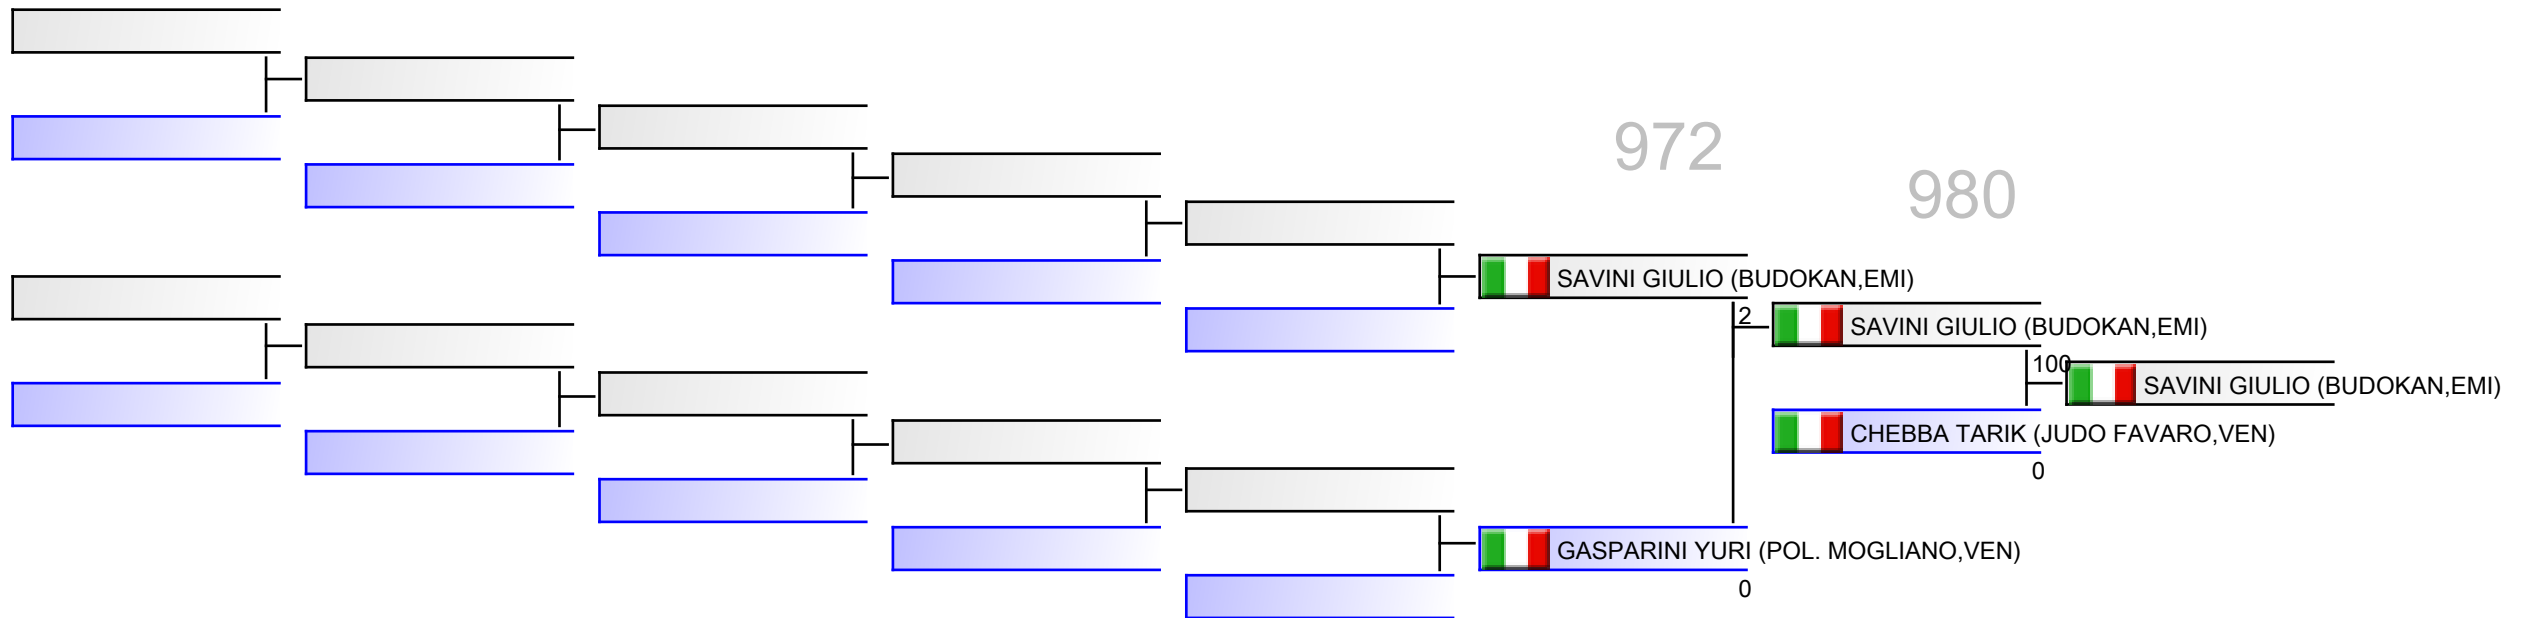 972
980
SAVINI GIULIO (BUDOKAN,EMI)
2
SAVINI GIULIO (BUDOKAN,EMI)
100
SAVINI GIULIO (BUDOKAN,EMI)
CHEBBA TARIK (JUDO FAVARO,VEN)
0
GASPARINI YURI (POL. MOGLIANO,VEN)
0